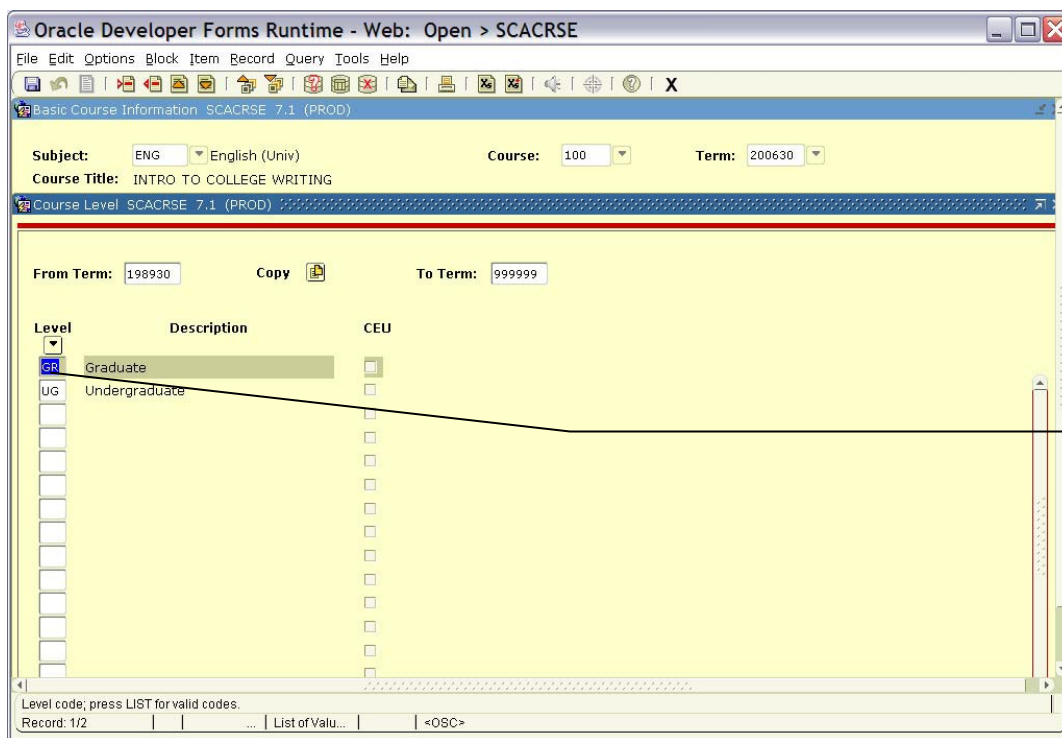 Oracle Developer Forms Runtime - Web: Open > SCACRSE
File Edit Options Block Item Record Query Tools Help
Basic Course Information SCACRSE 7.1 (PROD)
Subject: ENG English (Univ) Course: 100 Term: 200630
Course Title: INTRO TO COLLEGE WRITING
Course Level SCACRSE 7.1 (PROD)
From Term: 198930 Copy To Term: 999999
Level Description CEU
GR Graduate
UG Undergraduate
Level code; press LIST for valid codes.
Record: 1/2 ... List of Valu... <OSC>